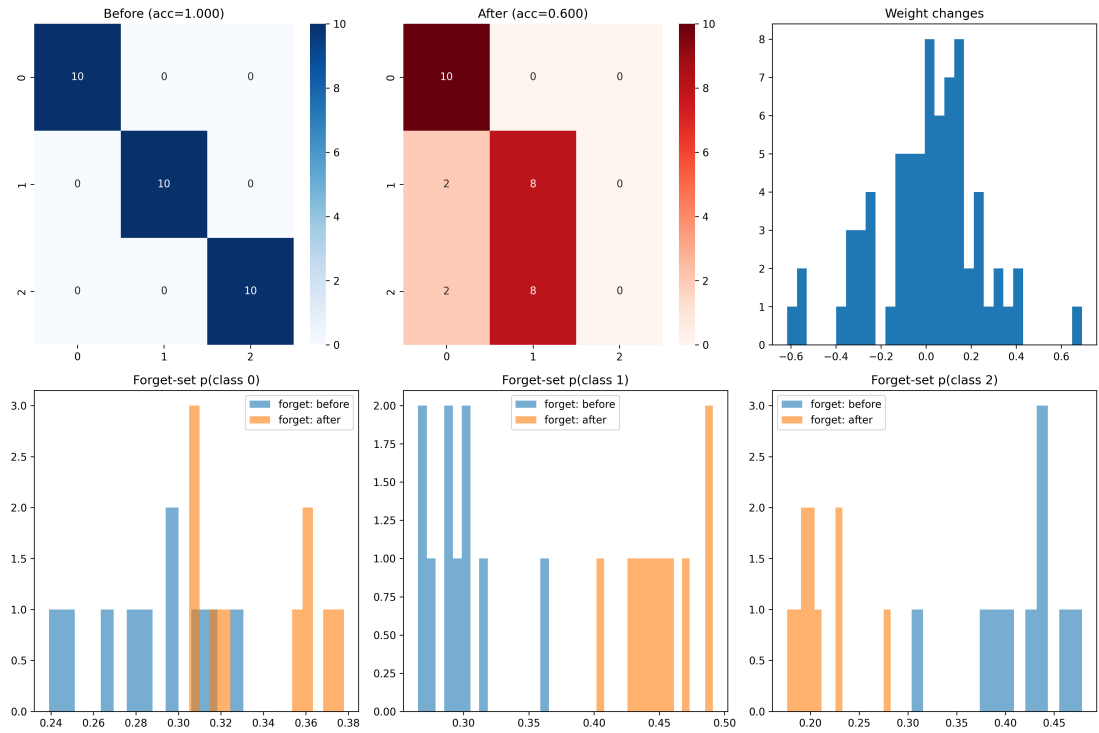 Before (acc=1.000)
10 0 0
0 10 0
0 0 10
0 1 2
0 1 2
0 2 4 6 8 10
After (acc=0.600)
10 0 0
2 8 0
2 8 0
0 1 2
0 1 2
0 2 4 6 8 10
Weight changes
8
7
6
5
4
3
2
1
0
−0.6 −0.4 −0.2 0.0 0.2 0.4 0.6
Forget-set p(class 0)
forget: before
forget: after
3.0
2.5
2.0
1.5
1.0
0.5
0.0
0.24 0.26 0.28 0.30 0.32 0.34 0.36 0.38
Forget-set p(class 1)
forget: before
forget: after
2.00
1.75
1.50
1.25
1.00
0.75
0.50
0.25
0.00
0.30 0.35 0.40 0.45 0.50
Forget-set p(class 2)
forget: before
forget: after
3.0
2.5
2.0
1.5
1.0
0.5
0.0
0.20 0.25 0.30 0.35 0.40 0.45